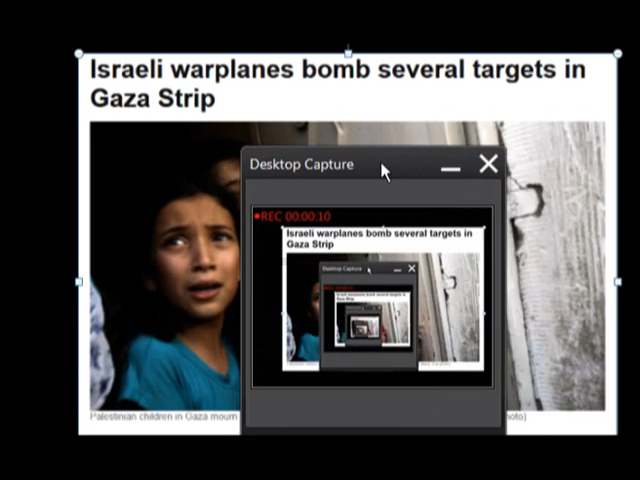 Israeli warplanes bomb several targets in
Gaza Strip
Desktop Capture
REC 00:00:10
Israeli warplanes bomb several targets in
Gaza Strip
Desktop Capture
Palestinian children in Gaza mourn